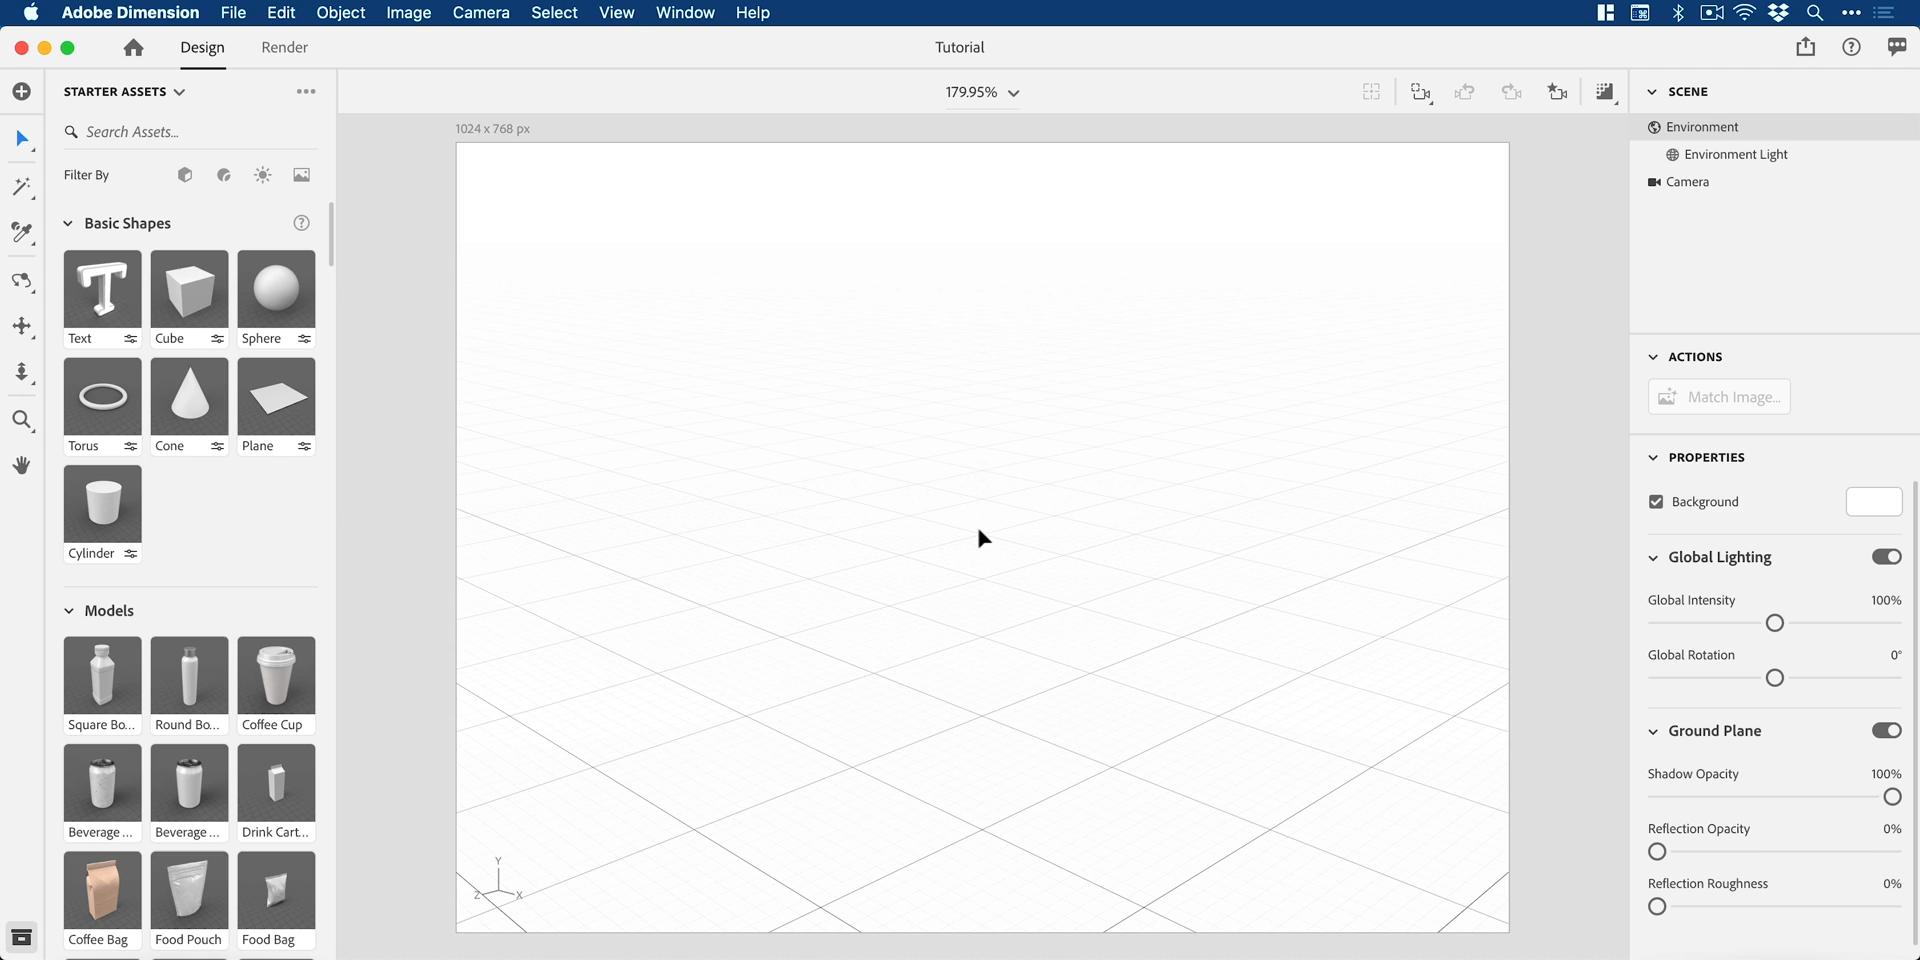 Adobe Dimension File Edit Object Image Camera Select View Window Help
Design Render Tutorial
STARTER ASSETS
Search Assets...
Filter By
Basic Shapes
Text Cube Sphere
Torus Cone Plane
Cylinder
Models
Square Bo... Round Bo... Coffee Cup
Beverage ... Beverage ... Drink Cart...
Coffee Bag Food Pouch Food Bag
179.95%
1024 x 768 px
Y
Z X
SCENE
Environment
Environment Light
Camera
ACTIONS
Match Image...
PROPERTIES
Background
Global Lighting
Global Intensity 100%
Global Rotation 0°
Ground Plane
Shadow Opacity 100%
Reflection Opacity 0%
Reflection Roughness 0%